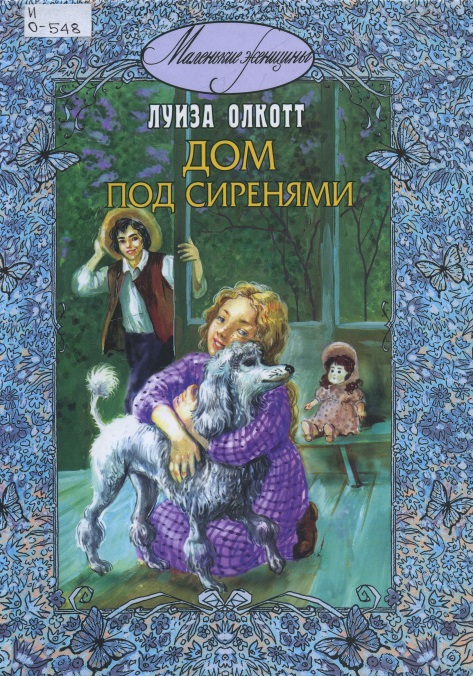 И
О-548
Маленькие женщины
ЛУИЗА ОЛКОТТ
ДОМ
ПОД СИРЕНЯМИ